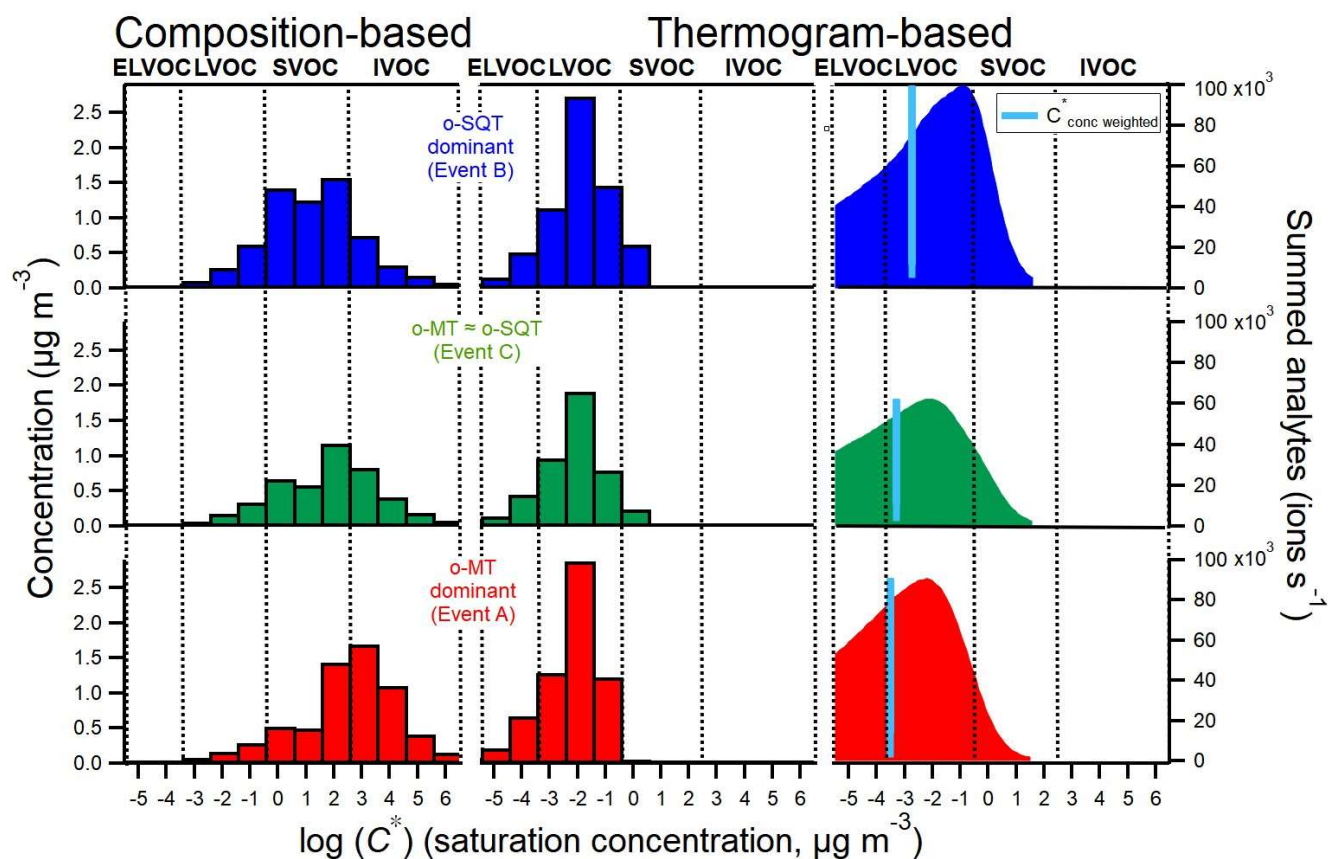 Composition-based Thermogram-based
ELVOC LVOC SVOC IVOC ELVOC LVOC SVOC IVOC ELVOC LVOC SVOC IVOC
2.5
2.0
1.5
1.0
0.5
0.0
o-SQT
dominant
(Event B)
C* conc weighted
100 x10³
80
60
40
20
0
2.5
2.0
1.5
1.0
0.5
0.0
o-MT ≈ o-SQT
(Event C)
100 x10³
80
60
40
20
0
2.5
2.0
1.5
1.0
0.5
0.0
o-MT
dominant
(Event A)
100 x10³
80
60
40
20
0
Concentration (µg m⁻³)
Summed analytes (ions s⁻¹)
-5 -4 -3 -2 -1 0 1 2 3 4 5 6 -5 -4 -3 -2 -1 0 1 2 3 4 5 6 -5 -4 -3 -2 -1 0 1 2 3 4 5 6
log (C*) (saturation concentration, µg m⁻³)